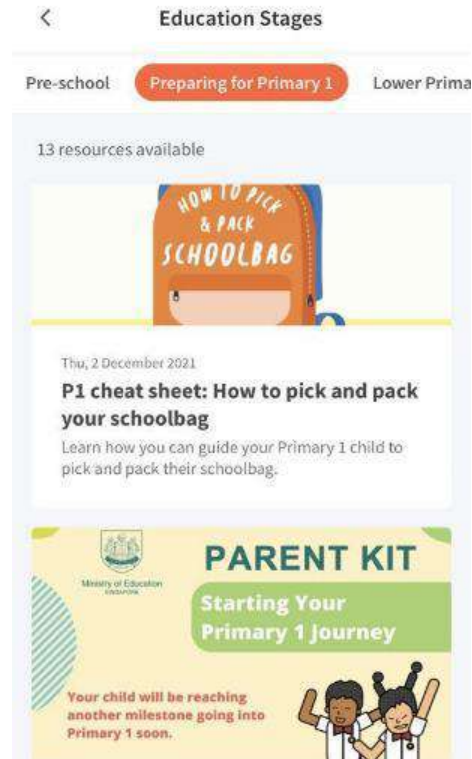 Education Stages
Pre-school Preparing for Primary 1 Lower Prima
13 resources available
HOW TO PICK
& PACK
SCHOOLBAG
Thu, 2 December 2021
P1 cheat sheet: How to pick and pack
your schoolbag
Learn how you can guide your Primary 1 child to
pick and pack their schoolbag.
Ministry of Education
SINGAPORE
PARENT KIT
Starting Your
Primary 1 Journey
Your child will be reaching
another milestone going into
Primary 1 soon.